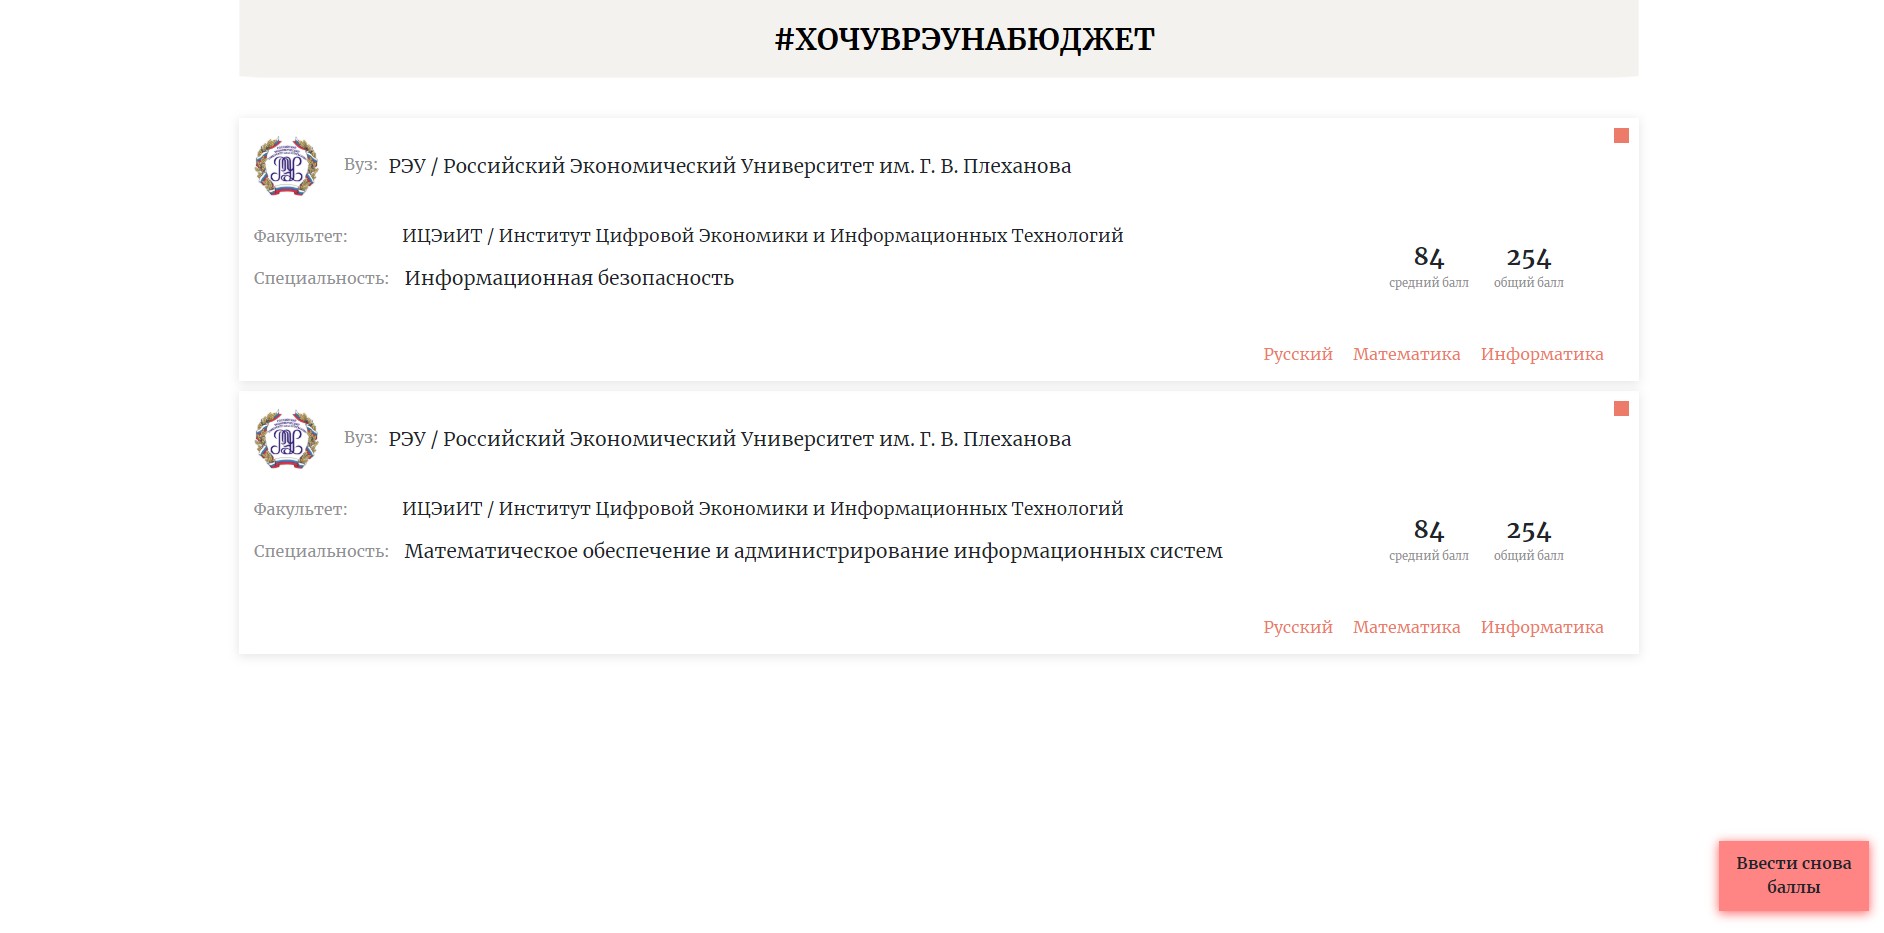 #ХОЧУВРЭУНАБЮДЖЕТ
Вуз: РЭУ / Российский Экономический Университет им. Г. В. Плеханова
Факультет: ИЦЭиИТ / Институт Цифровой Экономики и Информационных Технологий
Специальность: Информационная безопасность
84 254
средний балл общий балл
Русский Математика Информатика
Вуз: РЭУ / Российский Экономический Университет им. Г. В. Плеханова
Факультет: ИЦЭиИТ / Институт Цифровой Экономики и Информационных Технологий
Специальность: Математическое обеспечение и администрирование информационных систем
84 254
средний балл общий балл
Русский Математика Информатика
Ввести снова
баллы